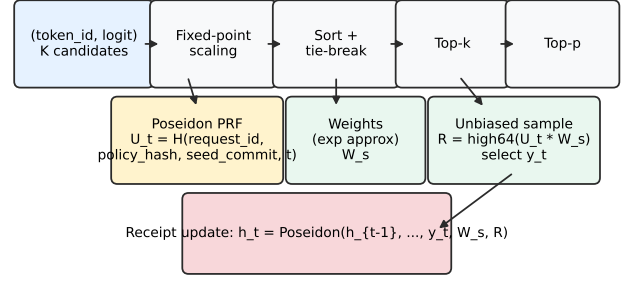 (token_id, logit)
K candidates
Fixed-point
scaling
Sort +
tie-break
Top-k
Top-p
Poseidon PRF
U_t = H(request_id,
policy_hash, seed_commit, t)
Weights
(exp approx)
W_s
Unbiased sample
R = high64(U_t * W_s)
select y_t
Receipt update: h_t = Poseidon(h_{t-1}, ..., y_t, W_s, R)